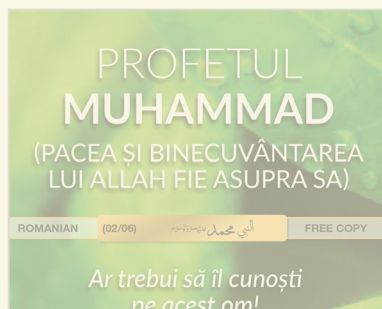 PROFETUL
MUHAMMAD
(PACEA ȘI BINECUVÂNTAREA
LUI ALLAH FIE ASUPRA SA)
ROMANIAN (02/06) النبي محمد FREE COPY
Ar trebui să îl cunoști
pe acest om!